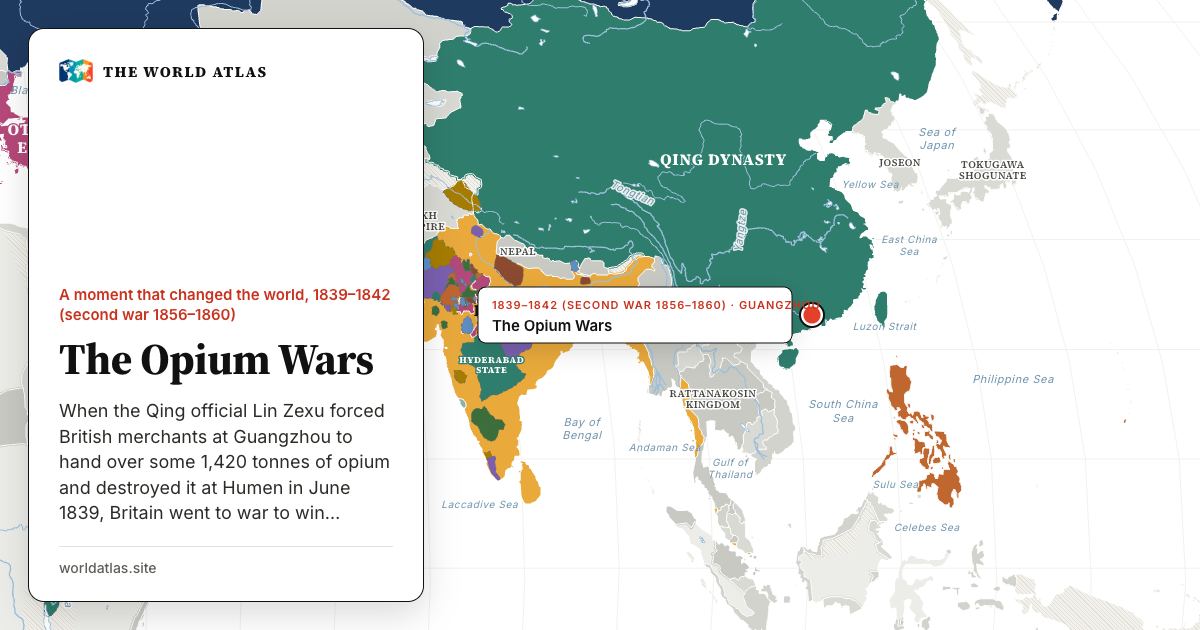 THE WORLD ATLAS
A moment that changed the world, 1839–1842
(second war 1856–1860)
The Opium Wars
When the Qing official Lin Zexu forced
British merchants at Guangzhou to
hand over some 1,420 tonnes of opium
and destroyed it at Humen in June
1839, Britain went to war to win...
worldatlas.site
QING DYNASTY
Tongtian
Yangtze
JOSEON
Sea of
Japan
TOKUGAWA
SHOGUNATE
Yellow Sea
East China
Sea
NEPAL
1839–1842 (SECOND WAR 1856–1860) · GUANGZ
The Opium Wars
Luzon Strait
HYDERABAD
STATE
RATTANAKOSIN
KINGDOM
Philippine Sea
South China
Sea
Bay of
Bengal
Andaman Sea
Gulf of
Thailand
Sulu Sea
Laccadive Sea
Celebes Sea